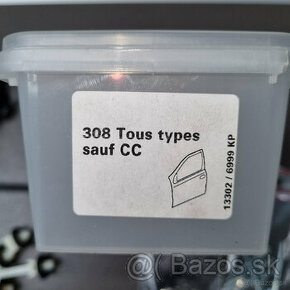 308 Tous types
sauf CC
13302 / 6999 KP
Bazos.sk